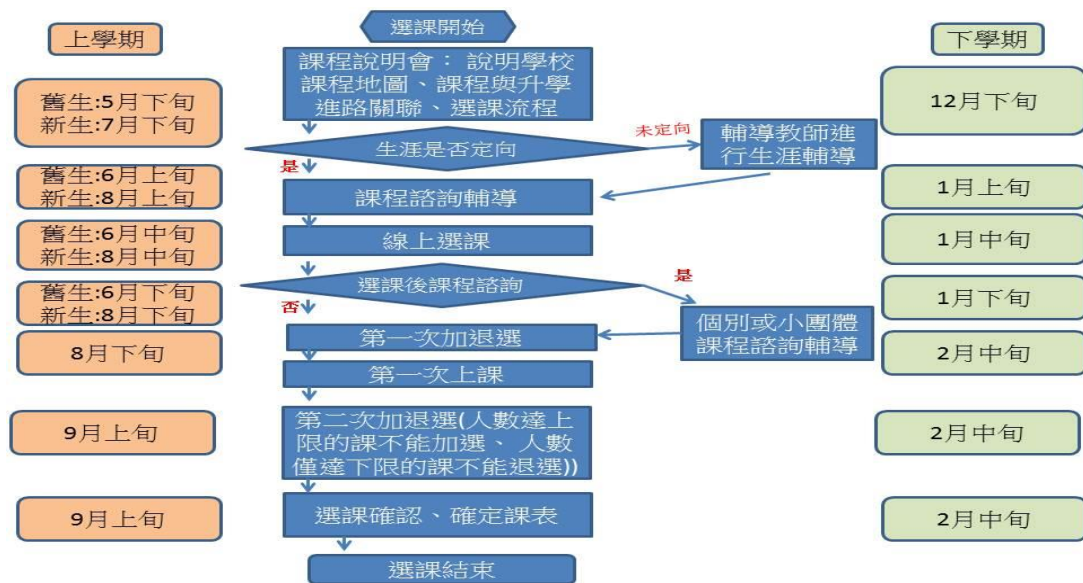 選課開始
上學期
下學期
課程說明會： 說明學校
課程地圖、課程與升學
進路關聯、選課流程
舊生:5月下旬
新生:7月下旬
12月下旬
生涯是否定向
未定向
輔導教師進
行生涯輔導
是
舊生:6月上旬
新生:8月上旬
課程諮詢輔導
1月上旬
舊生:6月中旬
新生:8月中旬
線上選課
1月中旬
選課後課程諮詢
是
舊生:6月下旬
新生:8月下旬
否
1月下旬
個別或小團體
課程諮詢輔導
8月下旬
第一次加退選
2月中旬
第一次上課
9月上旬
第二次加退選(人數達上
限的課不能加選、 人數
僅達下限的課不能退選))
2月中旬
9月上旬
選課確認、確定課表
2月中旬
選課結束